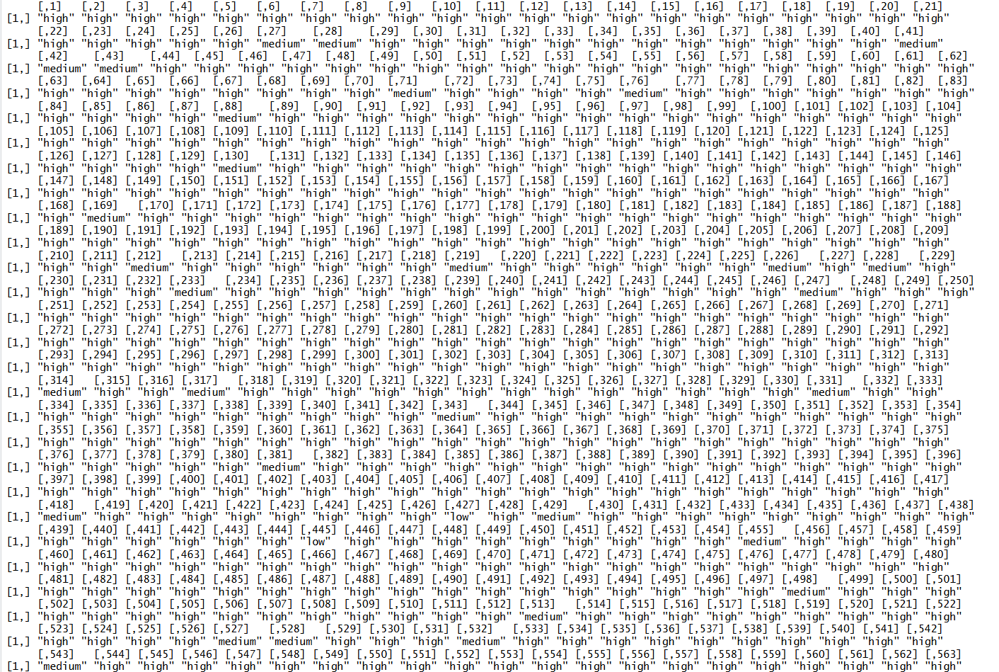 [,1] [,2] [,3] [,4] [,5] [,6] [,7] [,8] [,9] [,10] [,11] [,12] [,13] [,14] [,15] [,16] [,17] [,18] [,19] [,20] [,21]
[1,] "high" "high" "high" "high" "high" "high" "high" "high" "high" "high" "high" "high" "high" "high" "high" "high" "high" "high" "high" "high" "high"
[,22] [,23] [,24] [,25] [,26] [,27] [,28] [,29] [,30] [,31] [,32] [,33] [,34] [,35] [,36] [,37] [,38] [,39] [,40] [,41]
[1,] "high" "high" "high" "high" "high" "medium" "medium" "high" "high" "high" "high" "high" "high" "high" "high" "high" "high" "high" "high" "medium"
[,42] [,43] [,44] [,45] [,46] [,47] [,48] [,49] [,50] [,51] [,52] [,53] [,54] [,55] [,56] [,57] [,58] [,59] [,60] [,61] [,62]
[1,] "medium" "medium" "high" "high" "high" "high" "high" "high" "high" "high" "high" "high" "high" "high" "high" "high" "high" "high" "high" "high" "high"
[,63] [,64] [,65] [,66] [,67] [,68] [,69] [,70] [,71] [,72] [,73] [,74] [,75] [,76] [,77] [,78] [,79] [,80] [,81] [,82] [,83]
[1,] "high" "high" "high" "high" "high" "high" "high" "high" "medium" "high" "high" "high" "high" "medium" "high" "high" "high" "high" "high" "high" "high"
[,84] [,85] [,86] [,87] [,88] [,89] [,90] [,91] [,92] [,93] [,94] [,95] [,96] [,97] [,98] [,99] [,100] [,101] [,102] [,103] [,104]
[1,] "high" "high" "high" "high" "medium" "high" "high" "high" "high" "high" "high" "high" "high" "high" "high" "high" "high" "high" "high" "high" "high"
[,105] [,106] [,107] [,108] [,109] [,110] [,111] [,112] [,113] [,114] [,115] [,116] [,117] [,118] [,119] [,120] [,121] [,122] [,123] [,124] [,125]
[1,] "high" "high" "high" "high" "high" "high" "high" "high" "high" "high" "high" "high" "high" "high" "high" "high" "high" "high" "high" "high" "high"
[,126] [,127] [,128] [,129] [,130] [,131] [,132] [,133] [,134] [,135] [,136] [,137] [,138] [,139] [,140] [,141] [,142] [,143] [,144] [,145] [,146]
[1,] "high" "high" "high" "high" "medium" "high" "high" "high" "high" "high" "high" "high" "high" "high" "high" "high" "high" "high" "high" "high" "high"
[,147] [,148] [,149] [,150] [,151] [,152] [,153] [,154] [,155] [,156] [,157] [,158] [,159] [,160] [,161] [,162] [,163] [,164] [,165] [,166] [,167]
[1,] "high" "high" "high" "high" "high" "high" "high" "high" "high" "high" "high" "high" "high" "high" "high" "high" "high" "high" "high" "high" "high"
[,168] [,169] [,170] [,171] [,172] [,173] [,174] [,175] [,176] [,177] [,178] [,179] [,180] [,181] [,182] [,183] [,184] [,185] [,186] [,187] [,188]
[1,] "high" "medium" "high" "high" "high" "high" "high" "high" "high" "high" "high" "high" "high" "high" "high" "high" "high" "high" "high" "high" "high"
[,189] [,190] [,191] [,192] [,193] [,194] [,195] [,196] [,197] [,198] [,199] [,200] [,201] [,202] [,203] [,204] [,205] [,206] [,207] [,208] [,209]
[1,] "high" "high" "high" "high" "high" "high" "high" "high" "high" "high" "high" "high" "high" "high" "high" "high" "high" "high" "high" "high" "high"
[,210] [,211] [,212] [,213] [,214] [,215] [,216] [,217] [,218] [,219] [,220] [,221] [,222] [,223] [,224] [,225] [,226] [,227] [,228] [,229]
[1,] "high" "high" "medium" "high" "high" "high" "high" "high" "high" "medium" "high" "high" "high" "high" "high" "high" "medium" "high" "medium" "high"
[,230] [,231] [,232] [,233] [,234] [,235] [,236] [,237] [,238] [,239] [,240] [,241] [,242] [,243] [,244] [,245] [,246] [,247] [,248] [,249] [,250]
[1,] "high" "high" "high" "medium" "high" "high" "high" "high" "high" "high" "high" "high" "high" "high" "high" "high" "high" "medium" "high" "high" "high"
[,251] [,252] [,253] [,254] [,255] [,256] [,257] [,258] [,259] [,260] [,261] [,262] [,263] [,264] [,265] [,266] [,267] [,268] [,269] [,270] [,271]
[1,] "high" "high" "high" "high" "high" "high" "high" "high" "high" "high" "high" "high" "high" "high" "high" "high" "high" "high" "high" "high" "high"
[,272] [,273] [,274] [,275] [,276] [,277] [,278] [,279] [,280] [,281] [,282] [,283] [,284] [,285] [,286] [,287] [,288] [,289] [,290] [,291] [,292]
[1,] "high" "high" "high" "high" "high" "high" "high" "high" "high" "high" "high" "high" "high" "high" "high" "high" "high" "high" "high" "high" "high"
[,293] [,294] [,295] [,296] [,297] [,298] [,299] [,300] [,301] [,302] [,303] [,304] [,305] [,306] [,307] [,308] [,309] [,310] [,311] [,312] [,313]
[1,] "high" "high" "high" "high" "high" "high" "high" "high" "high" "high" "high" "high" "high" "high" "high" "high" "high" "high" "high" "high" "high"
[,314] [,315] [,316] [,317] [,318] [,319] [,320] [,321] [,322] [,323] [,324] [,325] [,326] [,327] [,328] [,329] [,330] [,331] [,332] [,333]
[1,] "medium" "high" "high" "medium" "high" "high" "high" "high" "high" "high" "high" "high" "high" "high" "high" "high" "high" "medium" "high" "high"
[,334] [,335] [,336] [,337] [,338] [,339] [,340] [,341] [,342] [,343] [,344] [,345] [,346] [,347] [,348] [,349] [,350] [,351] [,352] [,353] [,354]
[1,] "high" "high" "high" "high" "high" "high" "high" "high" "high" "medium" "high" "high" "high" "high" "high" "high" "high" "high" "high" "high" "high"
[,355] [,356] [,357] [,358] [,359] [,360] [,361] [,362] [,363] [,364] [,365] [,366] [,367] [,368] [,369] [,370] [,371] [,372] [,373] [,374] [,375]
[1,] "high" "high" "high" "high" "high" "high" "high" "high" "high" "high" "high" "high" "high" "high" "high" "high" "high" "high" "high" "high" "high"
[,376] [,377] [,378] [,379] [,380] [,381] [,382] [,383] [,384] [,385] [,386] [,387] [,388] [,389] [,390] [,391] [,392] [,393] [,394] [,395] [,396]
[1,] "high" "high" "high" "high" "high" "medium" "high" "high" "high" "high" "high" "high" "high" "high" "high" "high" "high" "high" "high" "high" "high"
[,397] [,398] [,399] [,400] [,401] [,402] [,403] [,404] [,405] [,406] [,407] [,408] [,409] [,410] [,411] [,412] [,413] [,414] [,415] [,416] [,417]
[1,] "high" "high" "high" "high" "high" "high" "high" "high" "high" "high" "high" "high" "high" "high" "high" "high" "high" "high" "high" "high" "high"
[,418] [,419] [,420] [,421] [,422] [,423] [,424] [,425] [,426] [,427] [,428] [,429] [,430] [,431] [,432] [,433] [,434] [,435] [,436] [,437] [,438]
[1,] "medium" "high" "high" "high" "high" "high" "high" "high" "high" "low" "high" "medium" "high" "high" "high" "high" "high" "high" "high" "high" "high"
[,439] [,440] [,441] [,442] [,443] [,444] [,445] [,446] [,447] [,448] [,449] [,450] [,451] [,452] [,453] [,454] [,455] [,456] [,457] [,458] [,459]
[1,] "high" "high" "high" "high" "high" "high" "low" "high" "high" "high" "high" "high" "high" "high" "high" "high" "medium" "high" "high" "high" "high"
[,460] [,461] [,462] [,463] [,464] [,465] [,466] [,467] [,468] [,469] [,470] [,471] [,472] [,473] [,474] [,475] [,476] [,477] [,478] [,479] [,480]
[1,] "high" "high" "high" "high" "high" "high" "high" "high" "high" "high" "high" "high" "high" "high" "high" "high" "high" "high" "high" "high" "high"
[,481] [,482] [,483] [,484] [,485] [,486] [,487] [,488] [,489] [,490] [,491] [,492] [,493] [,494] [,495] [,496] [,497] [,498] [,499] [,500] [,501]
[1,] "high" "high" "high" "high" "high" "high" "high" "high" "high" "high" "high" "high" "high" "high" "high" "high" "high" "medium" "high" "high" "high"
[,502] [,503] [,504] [,505] [,506] [,507] [,508] [,509] [,510] [,511] [,512] [,513] [,514] [,515] [,516] [,517] [,518] [,519] [,520] [,521] [,522]
[1,] "high" "high" "high" "high" "high" "high" "high" "high" "high" "high" "high" "medium" "high" "high" "high" "high" "high" "high" "high" "high" "high"
[,523] [,524] [,525] [,526] [,527] [,528] [,529] [,530] [,531] [,532] [,533] [,534] [,535] [,536] [,537] [,538] [,539] [,540] [,541] [,542]
[1,] "high" "high" "high" "high" "medium" "medium" "high" "high" "high" "medium" "high" "high" "high" "high" "high" "high" "high" "high" "high" "high"
[,543] [,544] [,545] [,546] [,547] [,548] [,549] [,550] [,551] [,552] [,553] [,554] [,555] [,556] [,557] [,558] [,559] [,560] [,561] [,562] [,563]
[1,] "medium" "high" "high" "high" "high" "high" "high" "high" "high" "high" "high" "high" "high" "high" "high" "high" "high" "high" "high" "high" "high"